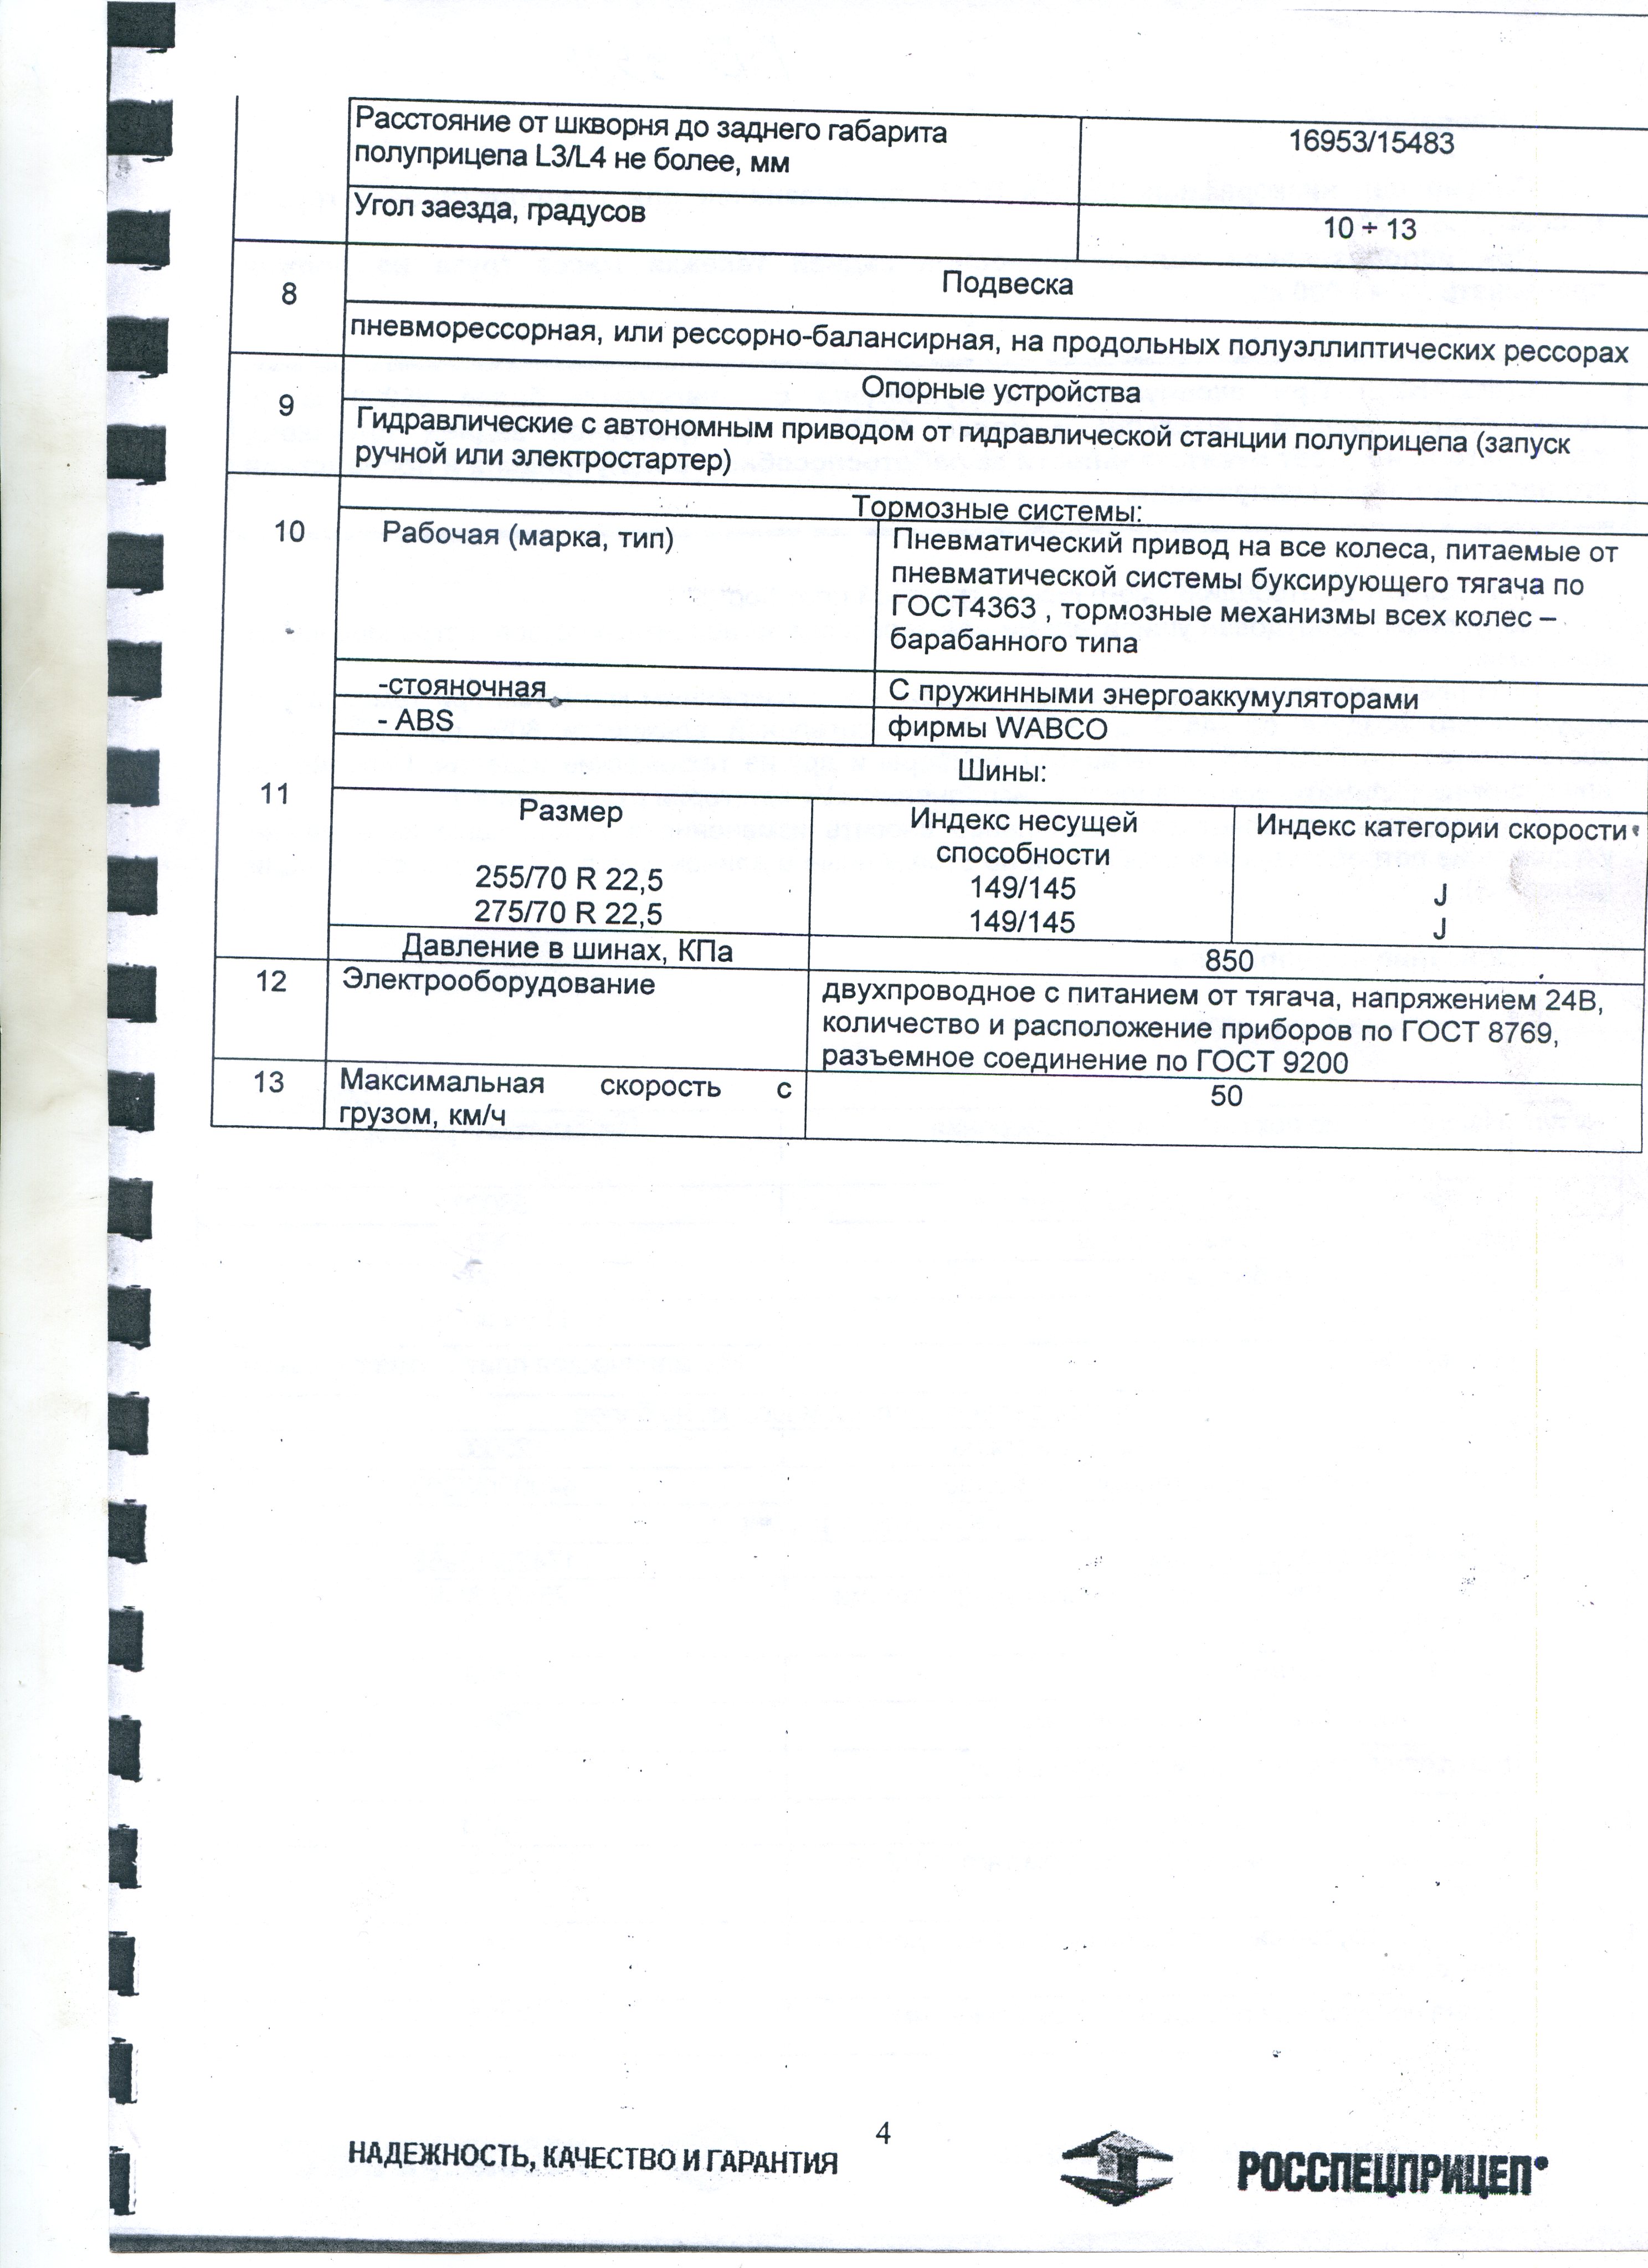 Расстояние от шкворня до заднего габарита
полуприцепа L3/L4 не более, мм
16953/15483
Угол заезда, градусов
10 ÷ 13
8
Подвеска
пневморессорная, или рессорно-балансирная, на продольных полуэллиптических рессорах
9
Опорные устройства
Гидравлические с автономным приводом от гидравлической станции полуприцепа (запуск
ручной или электростартер)
10
Тормозные системы:
Рабочая (марка, тип)
Пневматический привод на все колеса, питаемые от
пневматической системы буксирующего тягача по
ГОСТ4363 , тормозные механизмы всех колес –
барабанного типа
-стояночная
С пружинными энергоаккумуляторами
- ABS
фирмы WABCO
11
Шины:
Размер
Индекс несущей
способности
Индекс категории скорости
255/70 R 22,5
149/145
J
275/70 R 22,5
149/145
J
Давление в шинах, КПа
850
12
Электрооборудование
двухпроводное с питанием от тягача, напряжением 24В,
количество и расположение приборов по ГОСТ 8769,
разъемное соединение по ГОСТ 9200
13
Максимальная скорость с
грузом, км/ч
50
4
НАДЕЖНОСТЬ, КАЧЕСТВО И ГАРАНТИЯ
РОССПЕЦПРИЦЕП